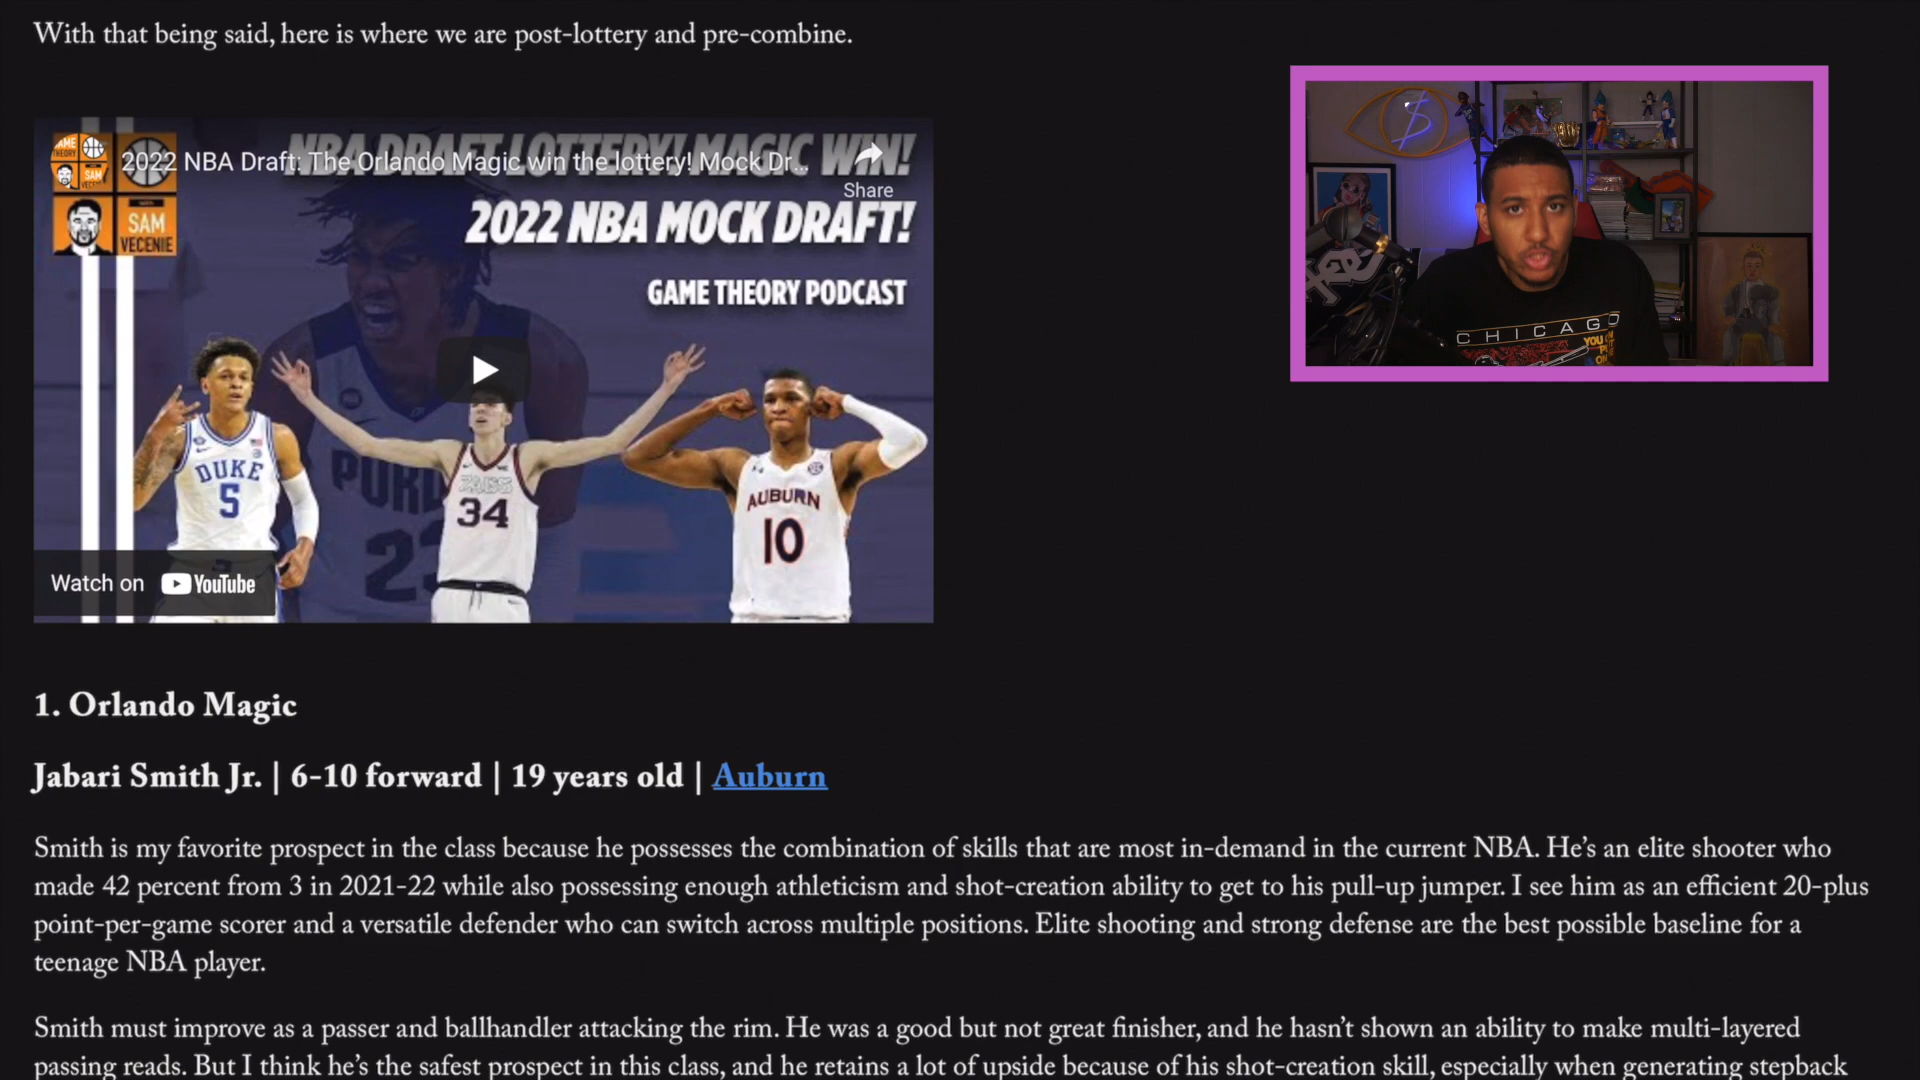 With that being said, here is where we are post-lottery and pre-combine.
NBA DRAFT LOTTERY! MAGIC WIN!
2022 NBA Draft: The Orlando Magic win the lottery! Mock Dr...
Share
GAME THEORY
SAM
SAM VECENIE
2022 NBA MOCK DRAFT!
GAME THEORY PODCAST
DUKE
5
34
AUBURN
10
Watch on YouTube
CHICAGO
1. Orlando Magic
Jabari Smith Jr. | 6-10 forward | 19 years old | Auburn
Smith is my favorite prospect in the class because he possesses the combination of skills that are most in-demand in the current NBA. He's an elite shooter who
made 42 percent from 3 in 2021-22 while also possessing enough athleticism and shot-creation ability to get to his pull-up jumper. I see him as an efficient 20-plus
point-per-game scorer and a versatile defender who can switch across multiple positions. Elite shooting and strong defense are the best possible baseline for a
teenage NBA player.
Smith must improve as a passer and ballhandler attacking the rim. He was a good but not great finisher, and he hasn't shown an ability to make multi-layered
passing reads. But I think he's the safest prospect in this class, and he retains a lot of upside because of his shot-creation skill, especially when generating stepback